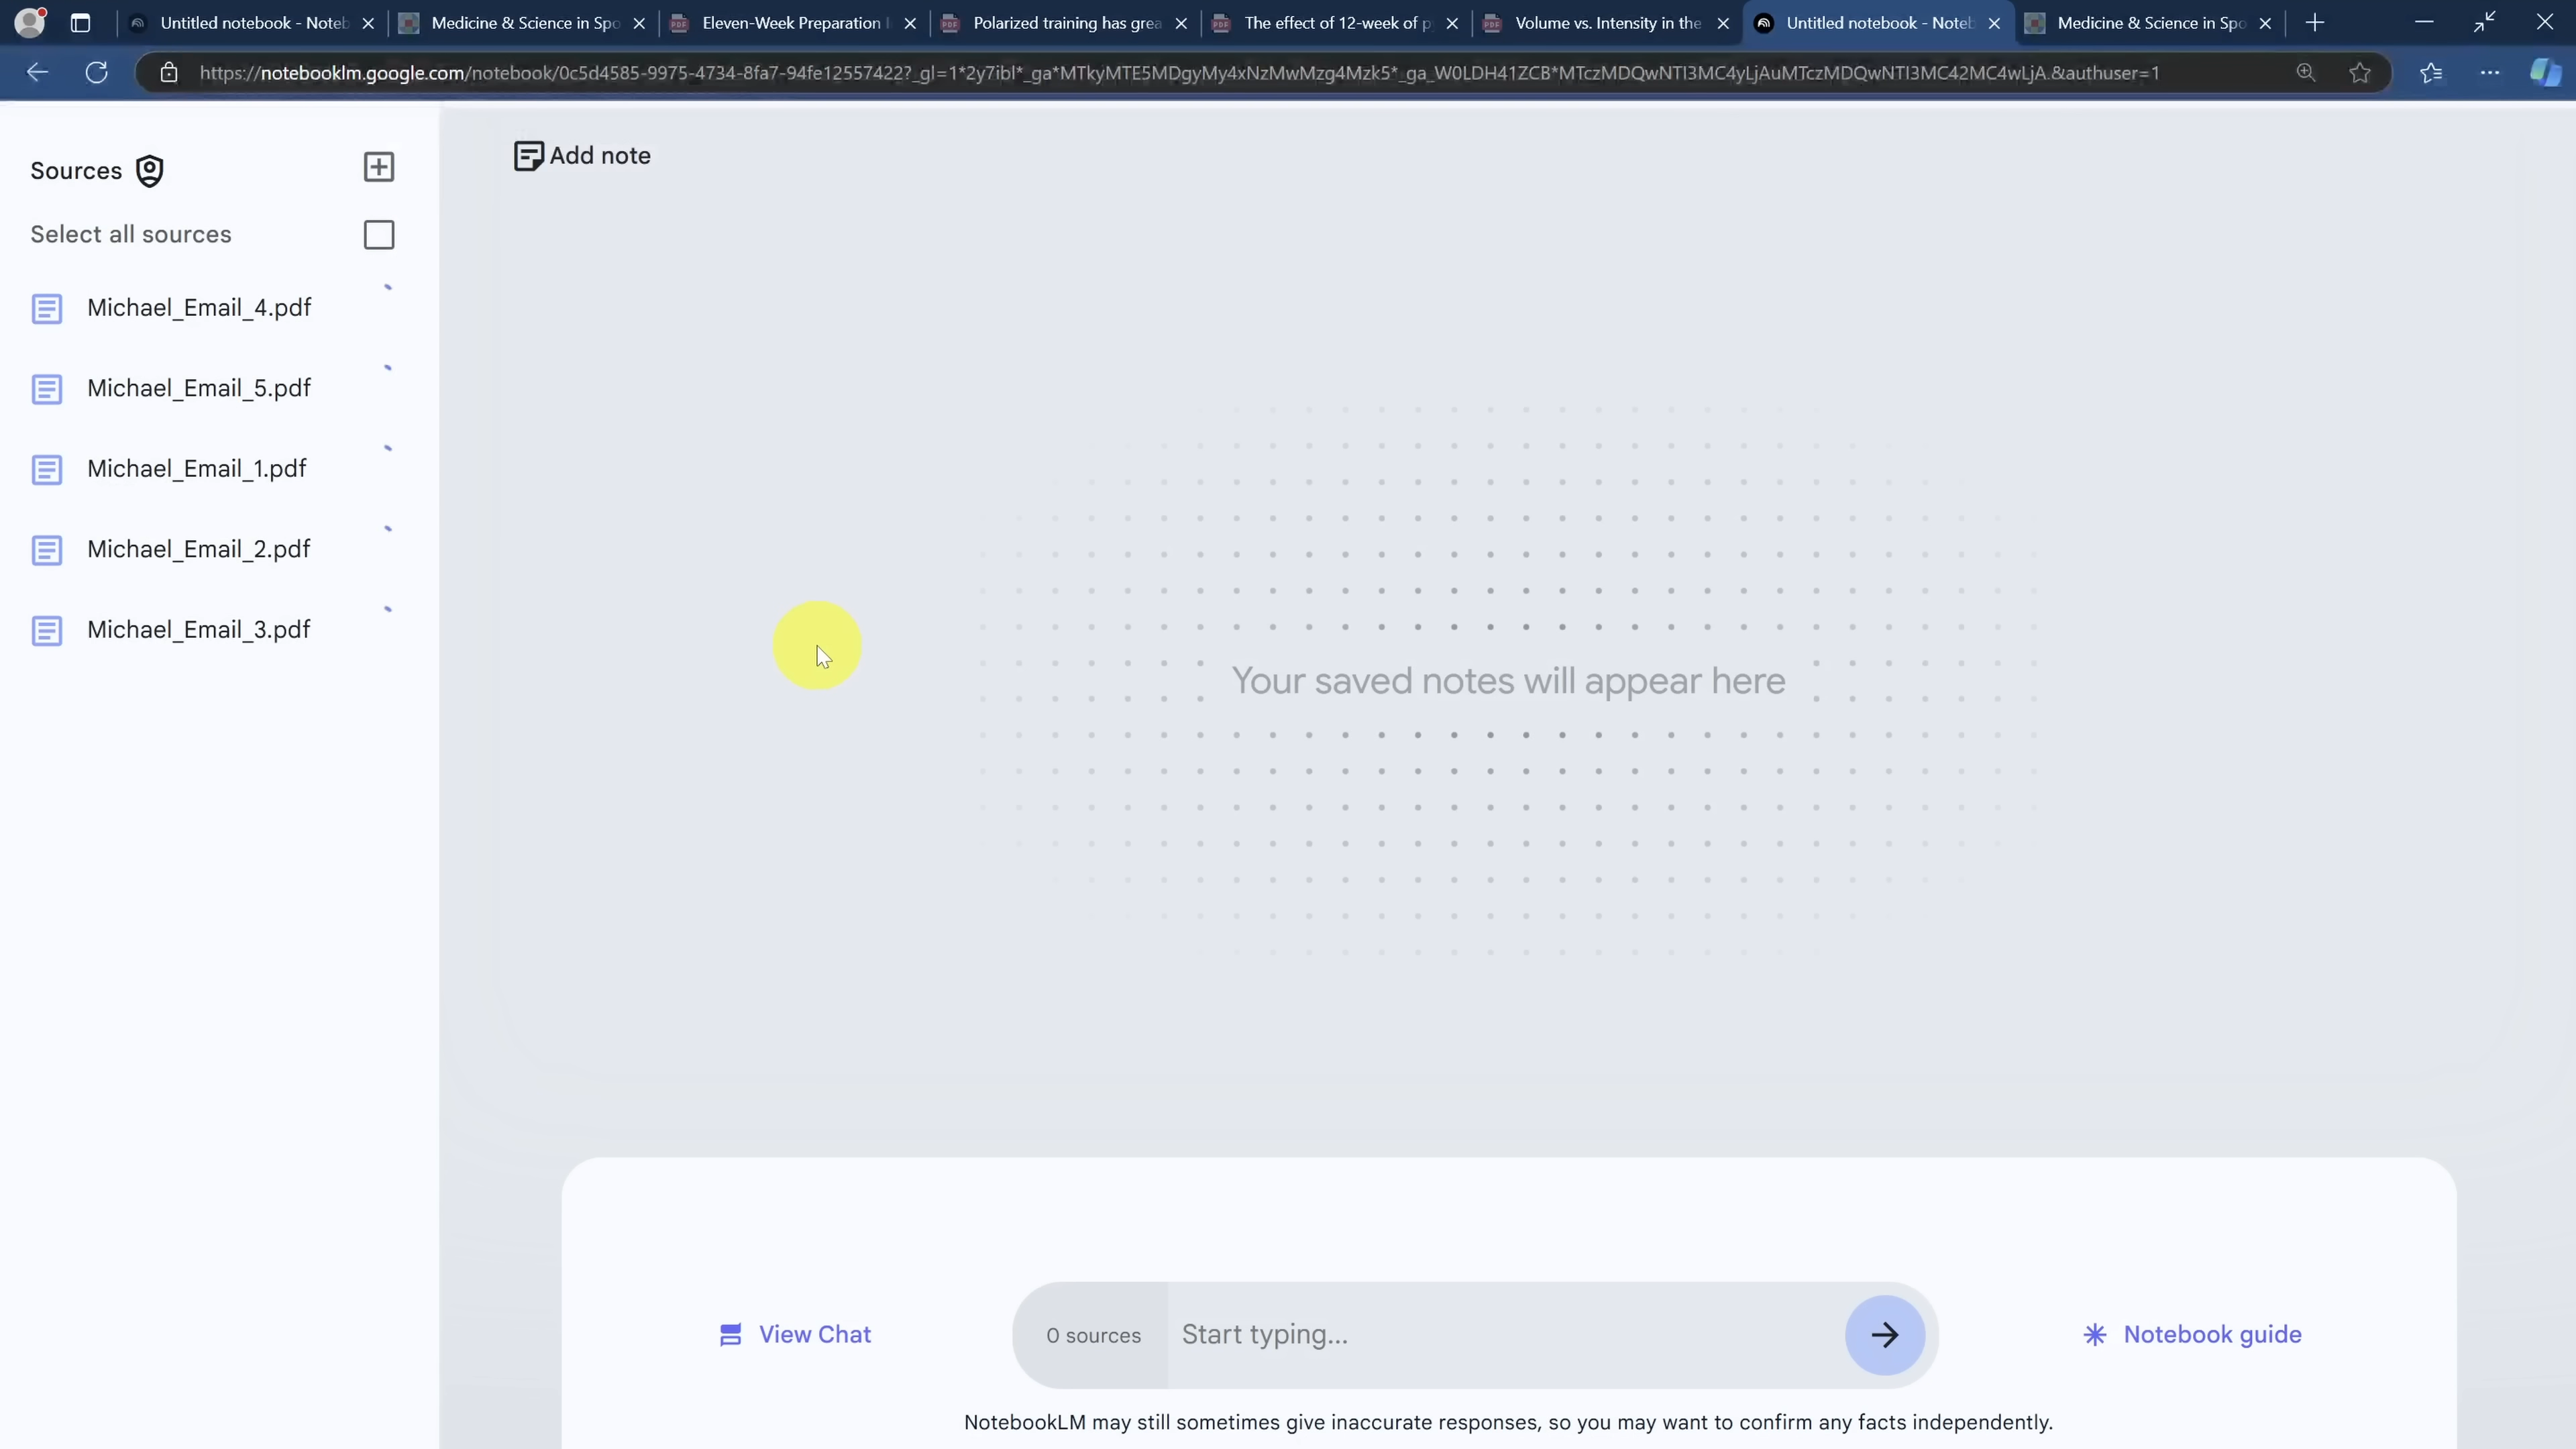 Untitled notebook - Noteb
Medicine & Science in Spo
Eleven-Week Preparation I
Polarized training has grea
The effect of 12-week of p
Volume vs. Intensity in the
Untitled notebook - Noteb
Medicine & Science in Spo
https://notebooklm.google.com/notebook/0c5d4585-9975-4734-8fa7-94fe12557422?_gl=1*2y7ibl*_ga*MTkyMTE5MDgyMy4xNzMwMzg4Mzk5*_ga_W0LDH41ZCB*MTczMDQwNTI3MC4yLjAuMTczMDQwNTI3MC42MC4wLjA.&authuser=1
Sources
Add note
Select all sources
Michael_Email_4.pdf
Michael_Email_5.pdf
Michael_Email_1.pdf
Michael_Email_2.pdf
Michael_Email_3.pdf
Your saved notes will appear here
View Chat
0 sources
Start typing...
Notebook guide
NotebookLM may still sometimes give inaccurate responses, so you may want to confirm any facts independently.